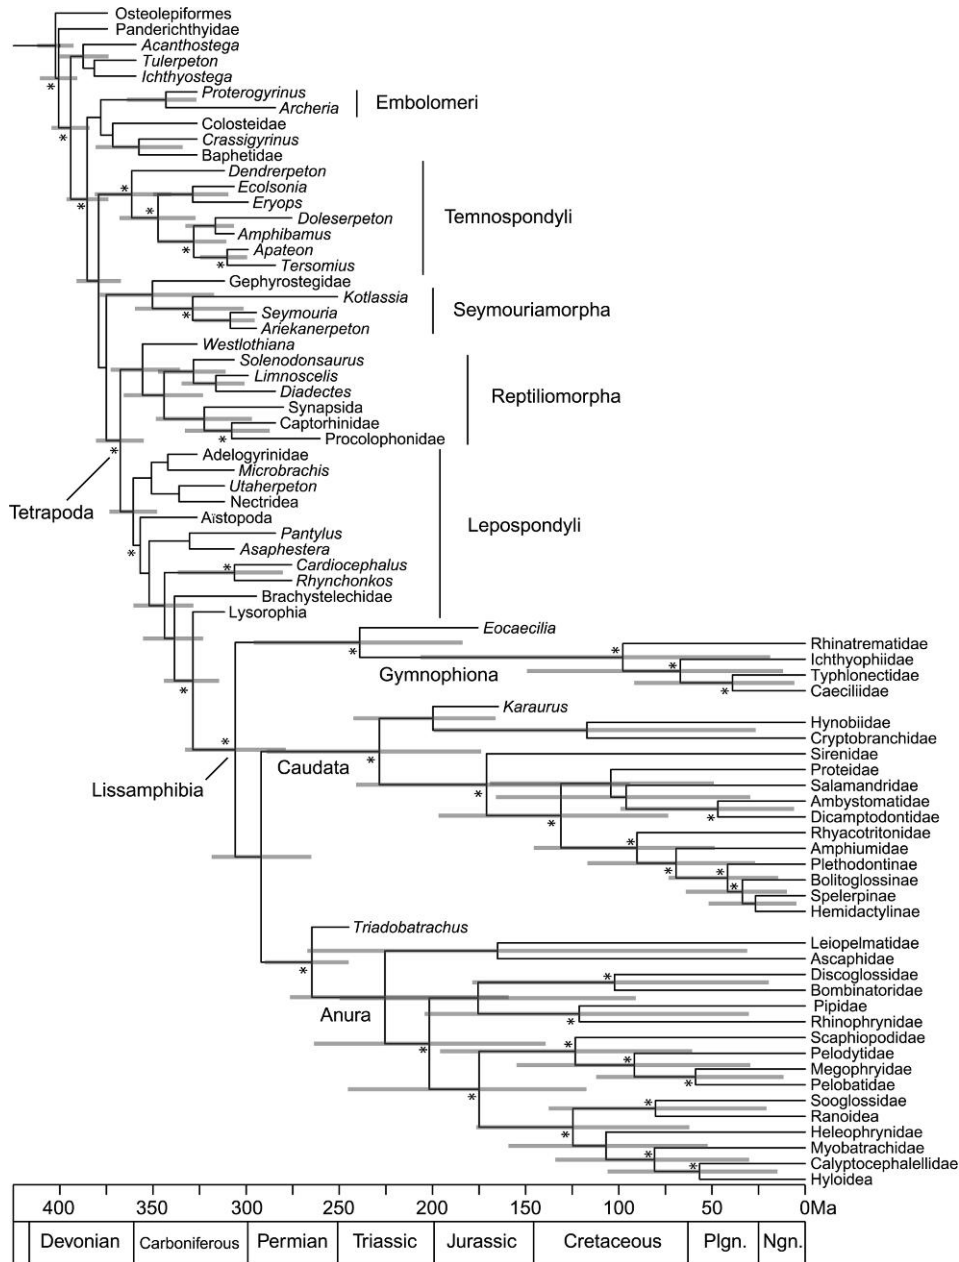 Osteolepiformes
Panderichthyidae
Acanthostega
Tulerpeton
Ichthyostega
Proterogyrinus
Archeria
Embolomeri
Colosteidae
Crassigyrinus
Baphetidae
Dendrerpeton
Ecolsonia
Eryops
Doleserpeton
Temnospondyli
Amphibamus
Apateon
Tersomius
Gephyrostegidae
Kotlassia
Seymouria
Seymouriamorpha
Ariekanerpeton
Westlothiana
Solenodonsaurus
Limnoscelis
Diadectes
Reptiliomorpha
Synapsida
Captorhinidae
Procolophonidae
Adelogyrinidae
Microbrachis
Utaherpeton
Nectridea
Tetrapoda
Aïstopoda
Lepospondyli
Pantylus
Asaphestera
Cardiocephalus
Rhynchonkos
Brachystelechidae
Lysorophia
Eocaecilia
Rhinatrematidae
Ichthyophiidae
Gymnophiona
Typhlonectidae
Caeciliidae
Karaurus
Hynobiidae
Cryptobranchidae
Sirenidae
Caudata
Proteidae
Salamandridae
Lissamphibia
Ambystomatidae
Dicamptodontidae
Rhyacotritonidae
Amphiumidae
Plethodontinae
Bolitoglossinae
Spelerpinae
Hemidactylinae
Triadobatrachus
Leiopelmatidae
Ascaphidae
Discoglossidae
Bombinatoridae
Pipidae
Anura
Rhinophrynidae
Scaphiopodidae
Pelodytidae
Megophryidae
Pelobatidae
Sooglossidae
Ranoidea
Heleophrynidae
Myobatrachidae
Calyptocephalellidae
Hyloidea
400 350 300 250 200 150 100 50 0Ma
Devonian Carboniferous Permian Triassic Jurassic Cretaceous Plgn. Ngn.